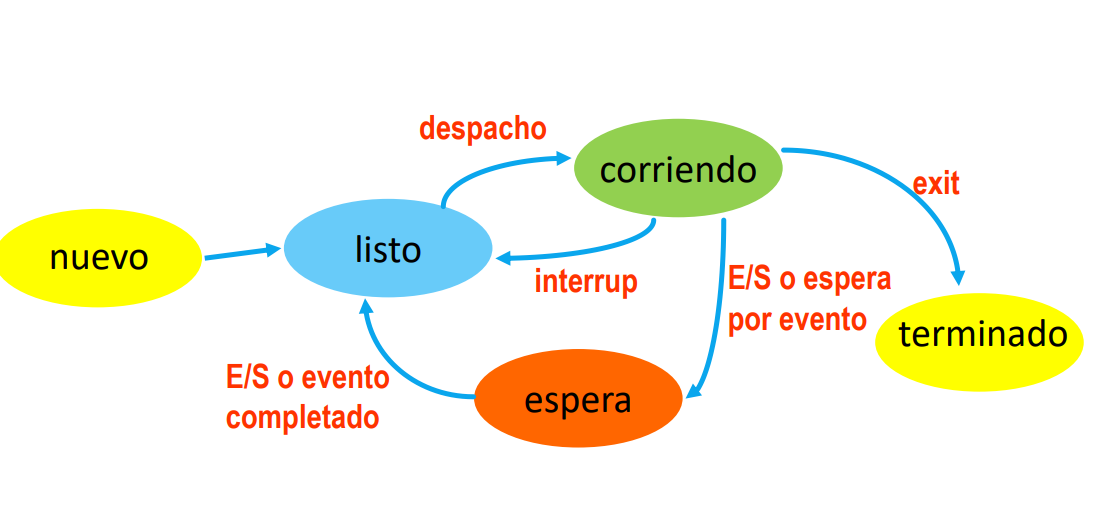 despacho
corriendo
exit
nuevo
listo
interrup
E/S o espera
por evento
terminado
E/S o evento
completado
espera